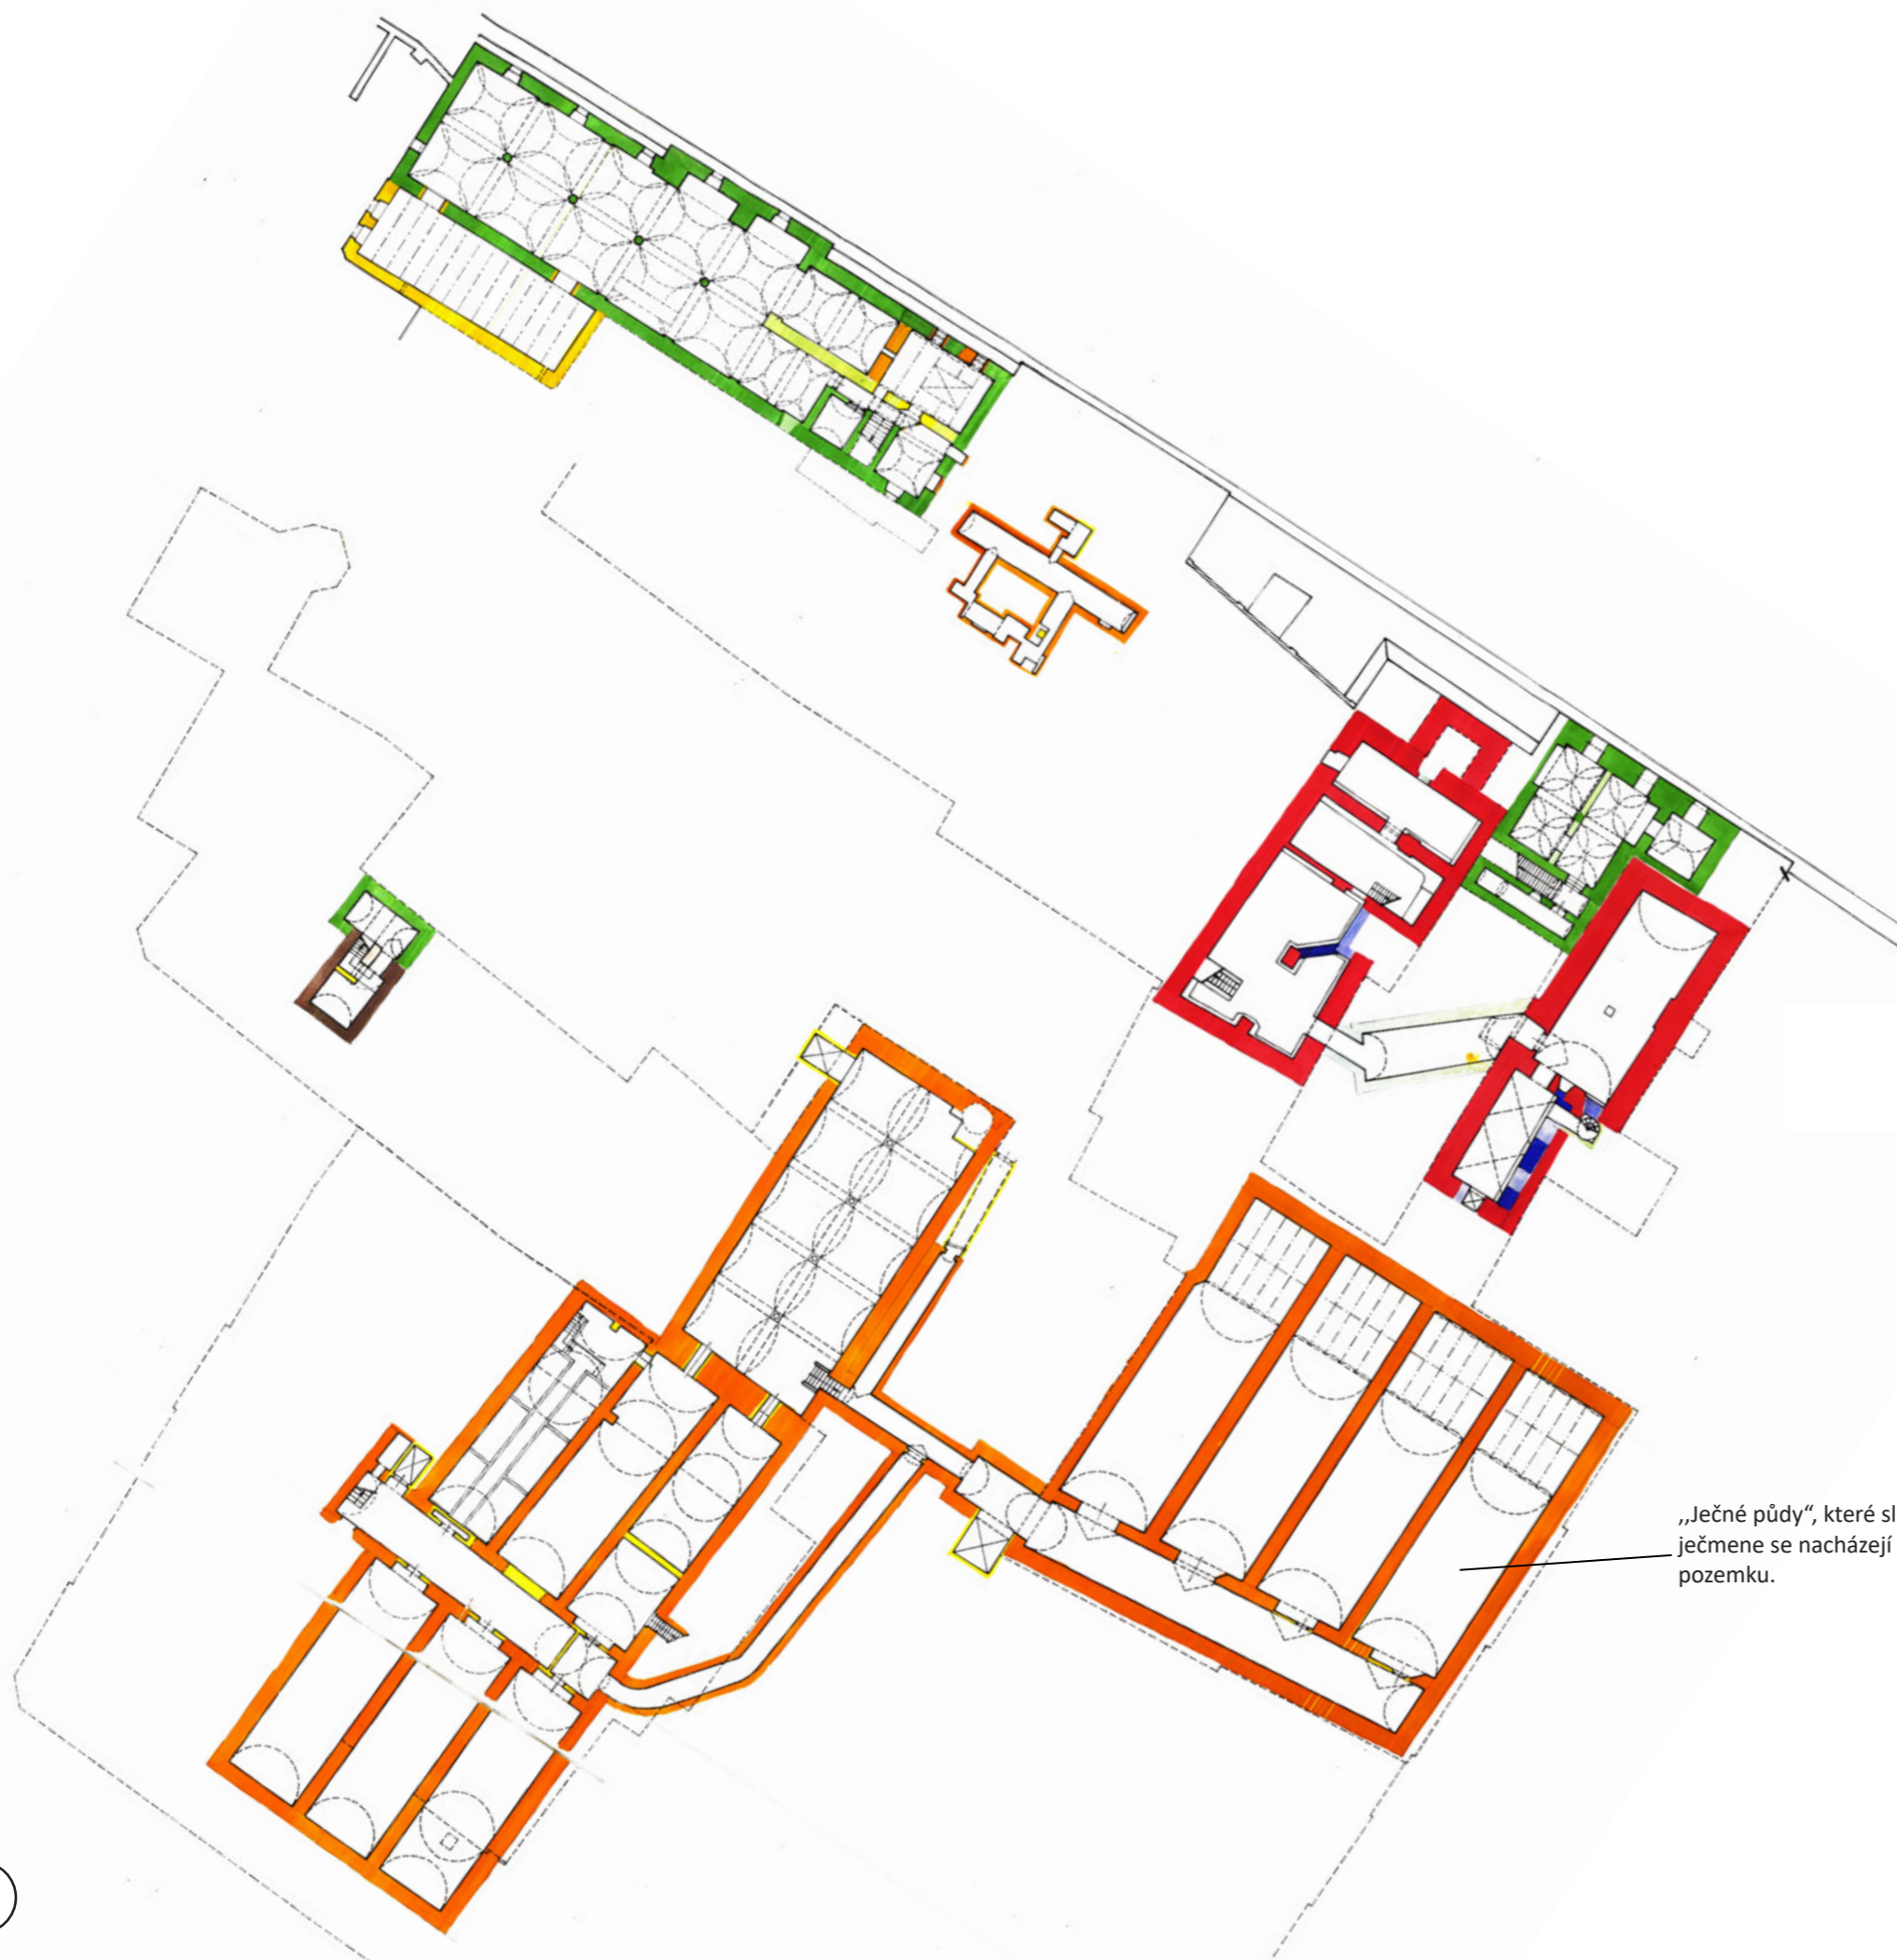 „Ječné půdy“, které sl
ječmene se nacházejí
pozemku.